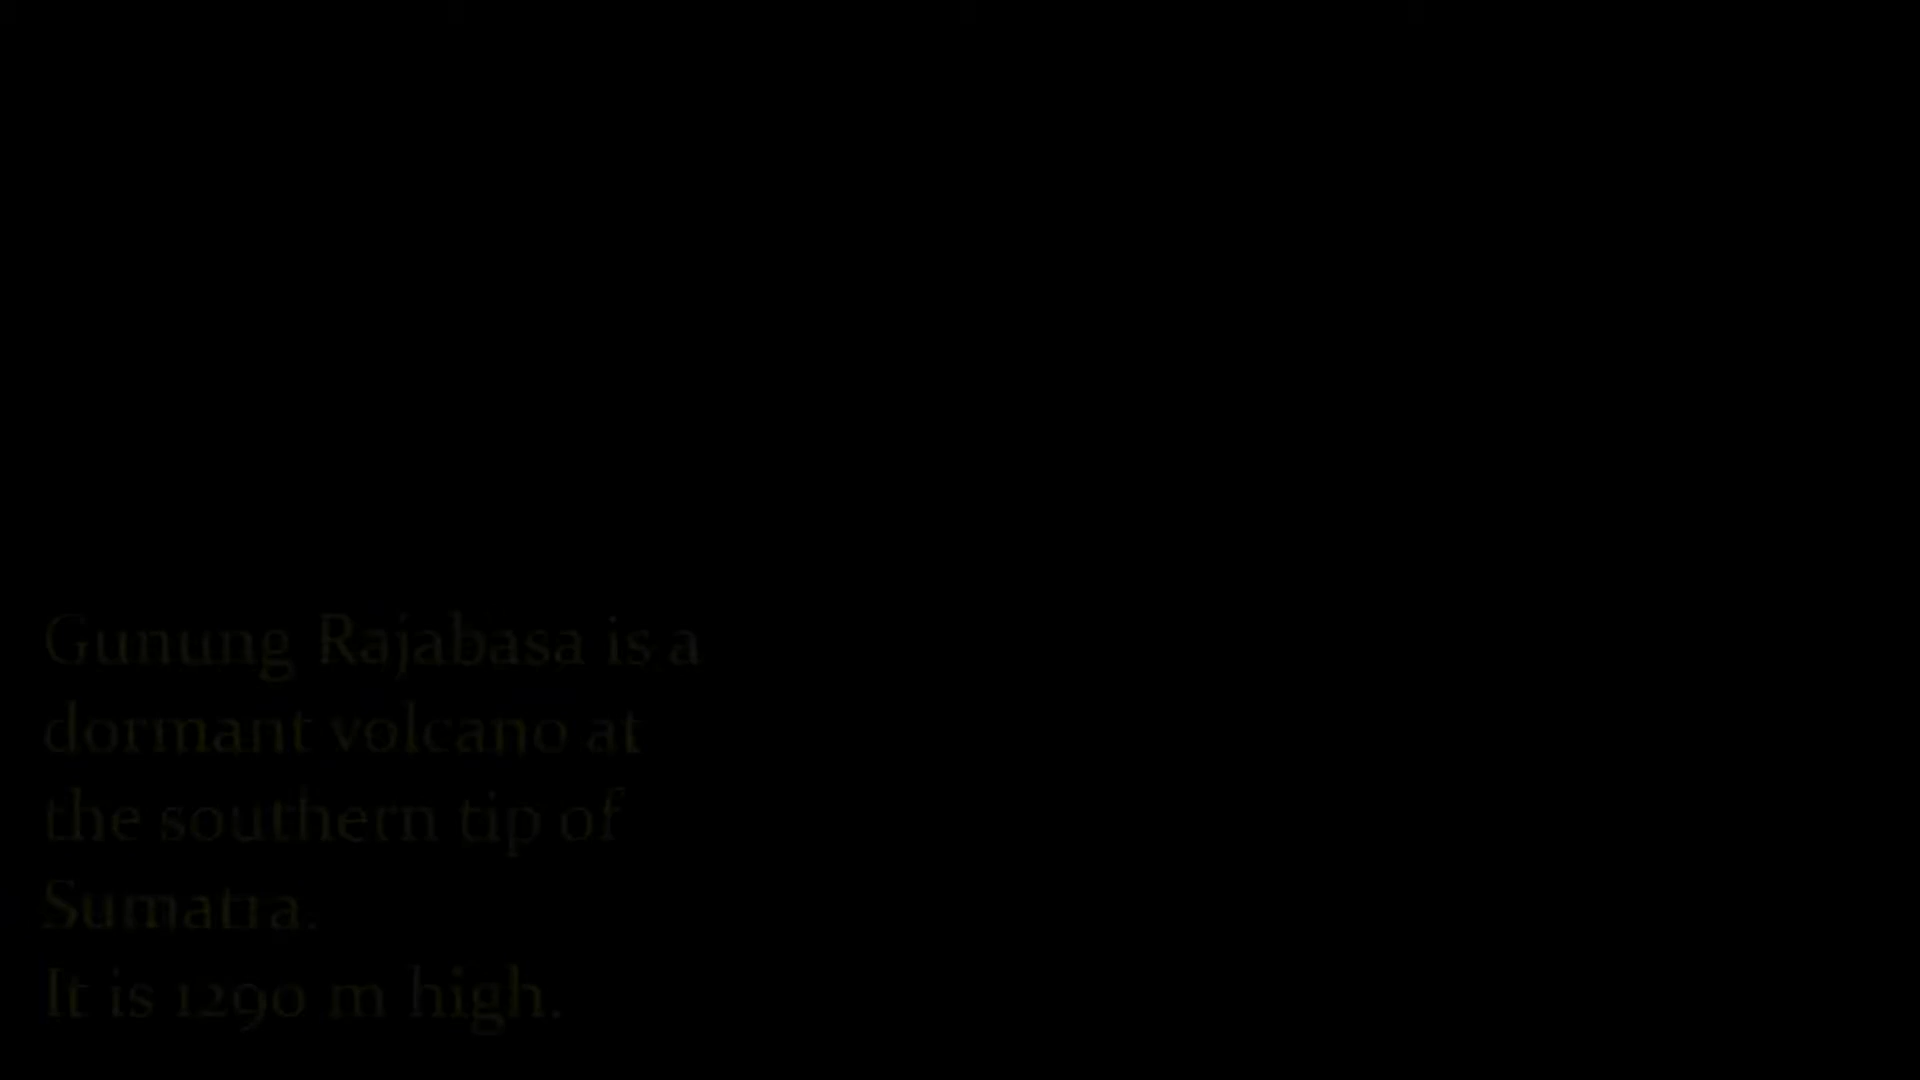 Gunung Rajabasa is a
dormant volcano at
the southern tip of
Sumatra.
It is 1290 m high.